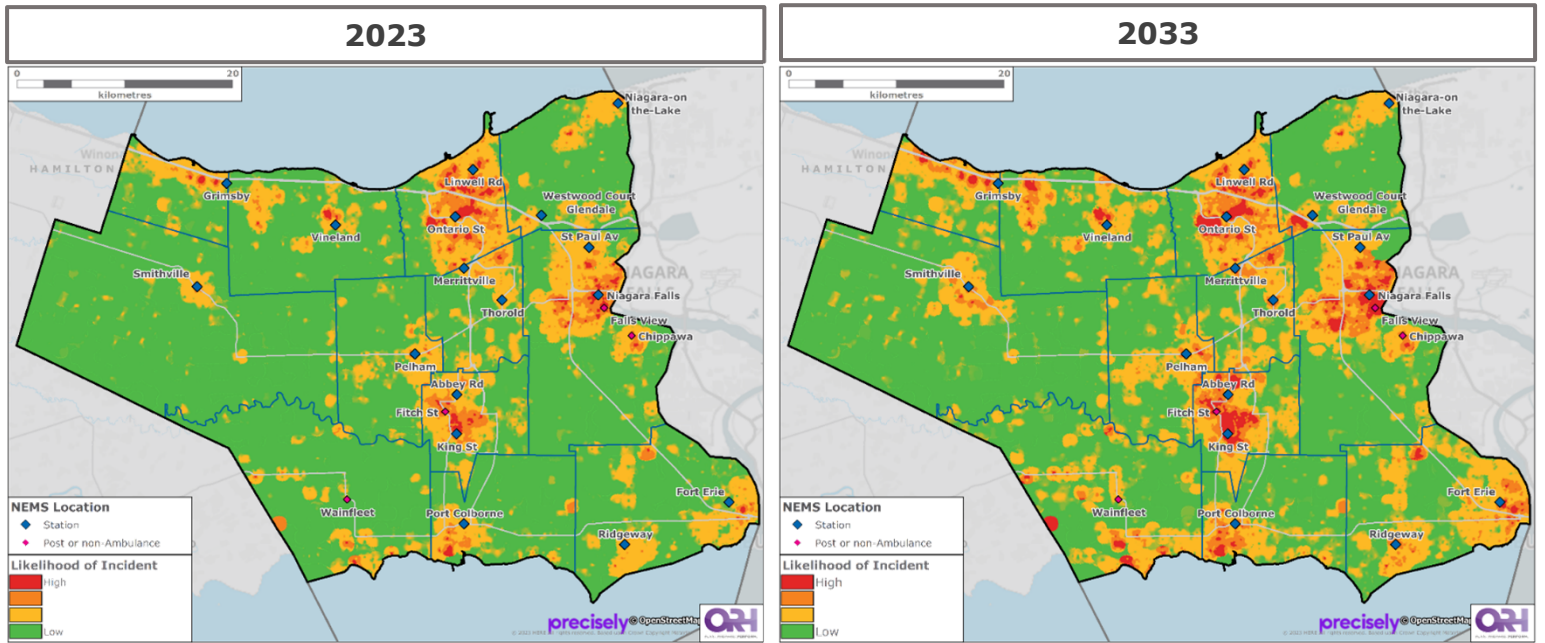 2023
2033
0 20
kilometres
Niagara-on
the-Lake
Winona
HAMILTON
Grimsby
Linwell Rd
Westwood Court
Glendale
Vineland
Ontario St
St Paul Av
Smithville
Merrittville
NIAGARA
FALLS
Niagara Falls
Thorold
Falls View
Chippawa
Pelham
Abbey Rd
Fitch St
King St
Fort Erie
Wainfleet
Port Colborne
Ridgeway
NEMS Location
Station
Post or non-Ambulance
Likelihood of Incident
High
Low
precisely © OpenStreetMap
ORH
0 20
kilometres
Niagara-on
the-Lake
Winona
HAMILTON
Grimsby
Linwell Rd
Westwood Court
Glendale
Vineland
Ontario St
St Paul Av
Smithville
Merrittville
NIAGARA
FALLS
Niagara Falls
Thorold
Falls View
Chippawa
Pelham
Abbey Rd
Fitch St
King St
Fort Erie
Wainfleet
Port Colborne
Ridgeway
NEMS Location
Station
Post or non-Ambulance
Likelihood of Incident
High
Low
precisely © OpenStreetMap
ORH